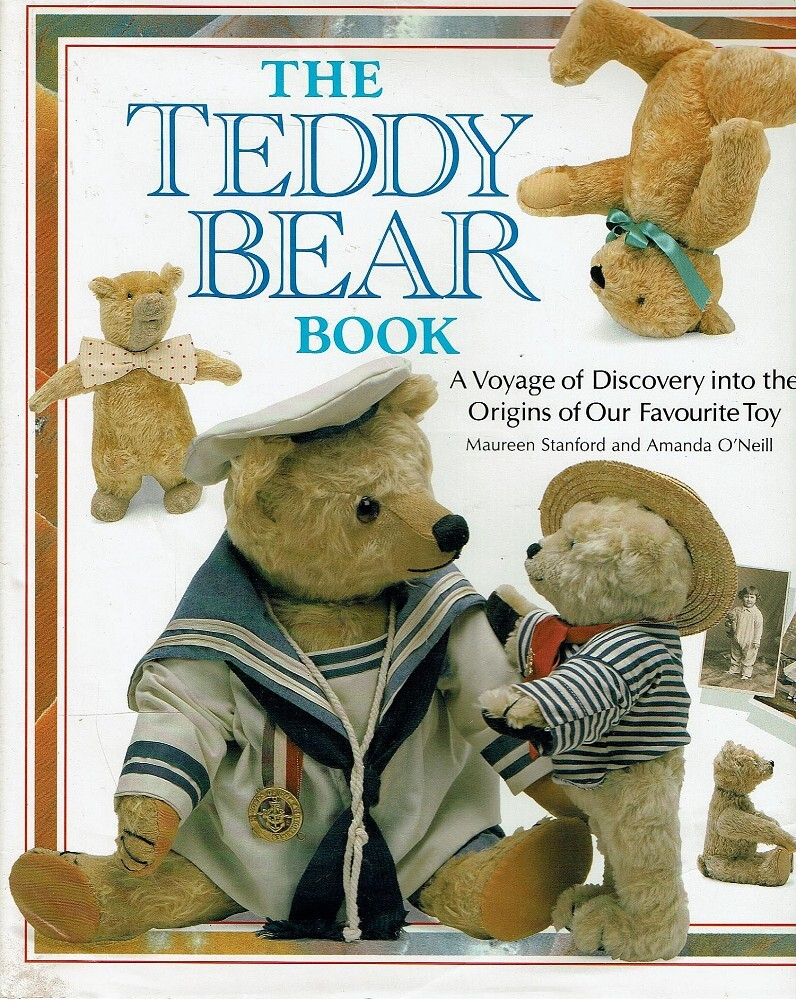 THE
TEDDY
BEAR
BOOK
A Voyage of Discovery into the
Origins of Our Favourite Toy
Maureen Stanford and Amanda O'Neill